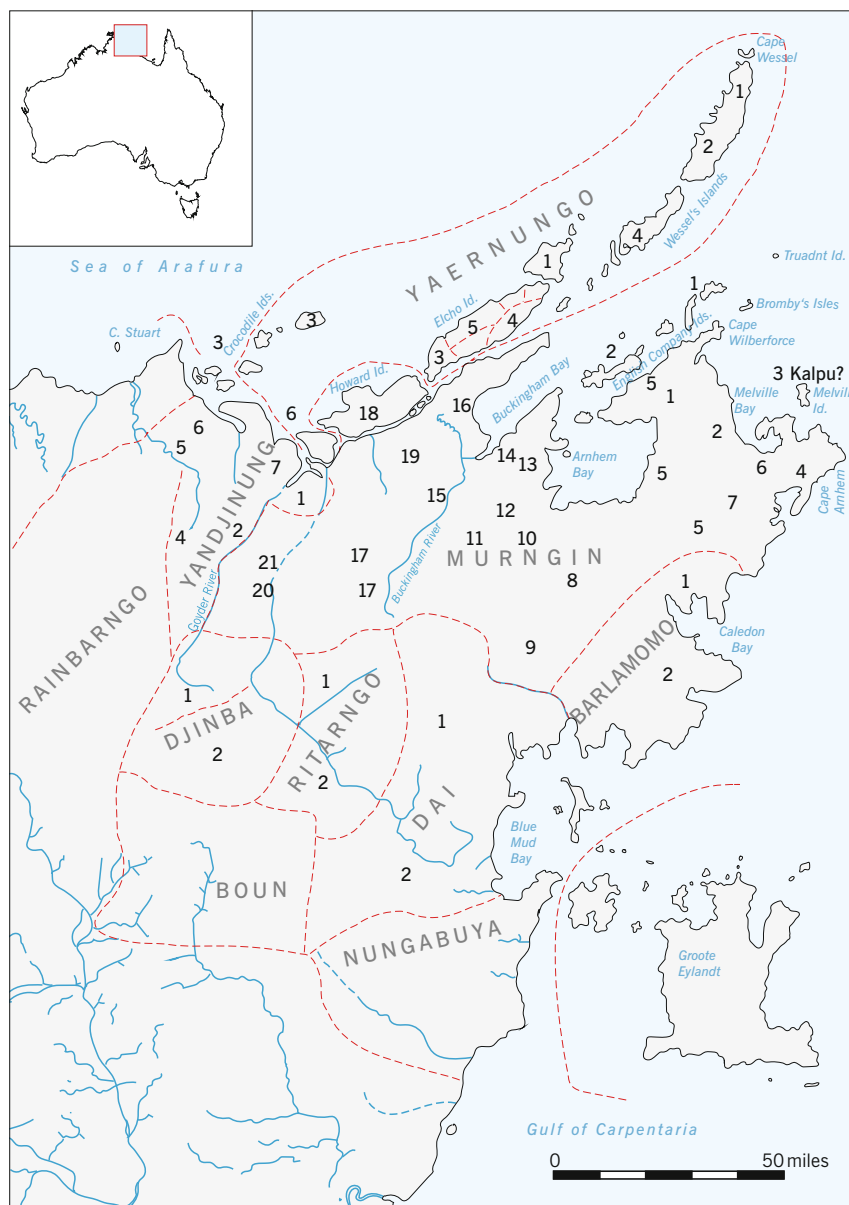 Cape
Wessel
1
2
4
Wessel's Islands
YAERNUNGO
1
Sea of Arafura
Truadnt Id.
1
Bromby's Isles
Cape
Wilberforce
Elcho Id.
5
4
3
English Company Ids.
2
C. Stuart
3
Crocodile Ids.
3
Howard Id.
18
6
Buckingham Bay
16
3 Kalpu?
Melville
Bay
Melvill
Id.
5
1
2
6
4
Cape
Arnhem
6
5
7
YANDJINUNG
1
19
14
13
Arnhem
Bay
5
7
5
15
12
4
2
Goyder River
21
20
17
17
Buckingham River
11
10
MURNGIN
8
9
1
BARLAMOMO
Caledon
Bay
2
RAINBARNGO
1
DJINBA
2
1
RITARNGO
2
1
DAI
2
Blue
Mud
Bay
BOUN
NUNGABUYA
Groote
Eylandt
Gulf of Carpentaria
0 50 miles